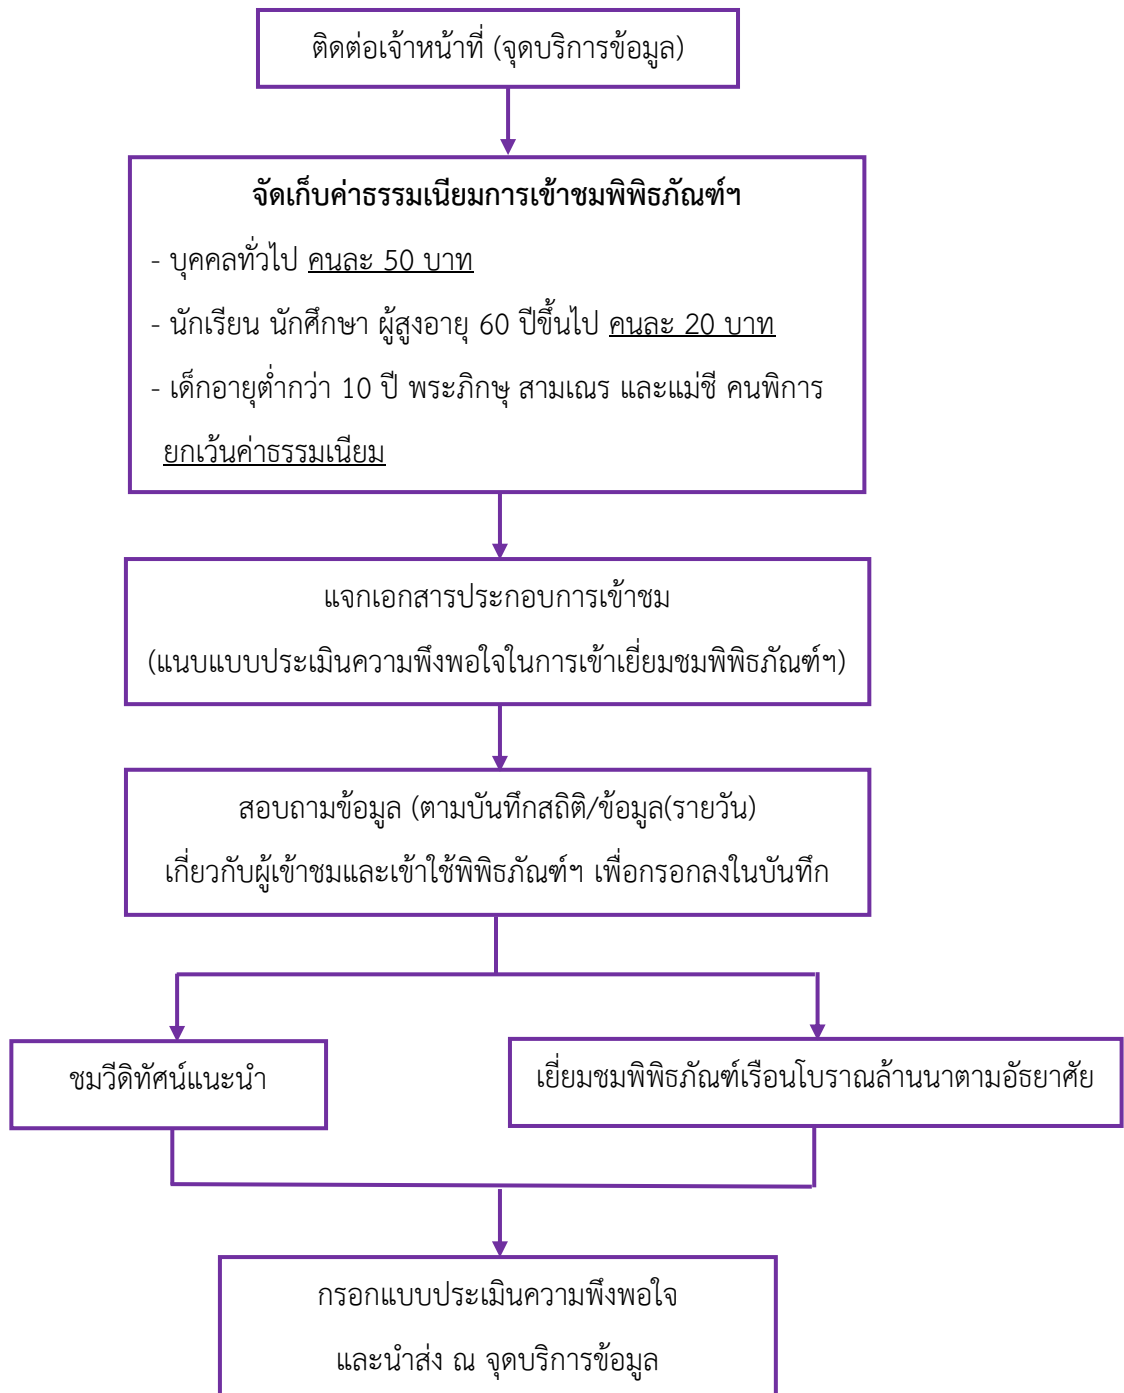 ติดต่อเจ้าหน้าที่ (จุดบริการข้อมูล)
จัดเก็บค่าธรรมเนียมการเข้าชมพิพิธภัณฑ์ฯ
- บุคคลทั่วไป คนละ 50 บาท
- นักเรียน นักศึกษา ผู้สูงอายุ 60 ปีขึ้นไป คนละ 20 บาท
- เด็กอายุต่ำกว่า 10 ปี พระภิกษุ สามเณร และแม่ชี คนพิการ
ยกเว้นค่าธรรมเนียม
แจกเอกสารประกอบการเข้าชม
(แนบแบบประเมินความพึงพอใจในการเข้าเยี่ยมชมพิพิธภัณฑ์ฯ)
สอบถามข้อมูล (ตามบันทึกสถิติ/ข้อมูล(รายวัน)
เกี่ยวกับผู้เข้าชมและเข้าใช้พิพิธภัณฑ์ฯ เพื่อกรอกลงในบันทึก
ชมวีดิทัศน์แนะนำ
เยี่ยมชมพิพิธภัณฑ์เรือนโบราณล้านนาตามอัธยาศัย
กรอกแบบประเมินความพึงพอใจ
และนำส่ง ณ จุดบริการข้อมูล